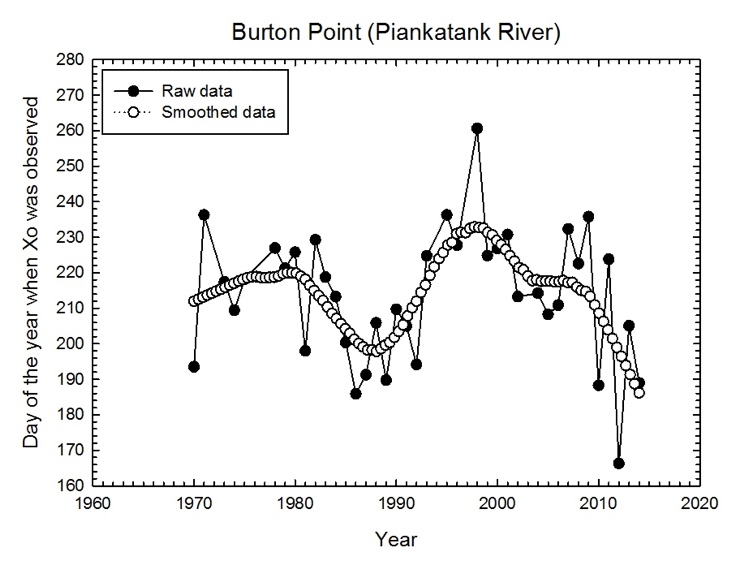 Burton Point (Piankatank River)
280
270
260
250
240
230
220
210
200
190
180
170
160
Raw data
Smoothed data
Day of the year when Xo was observed
1960 1970 1980 1990 2000 2010 2020
Year